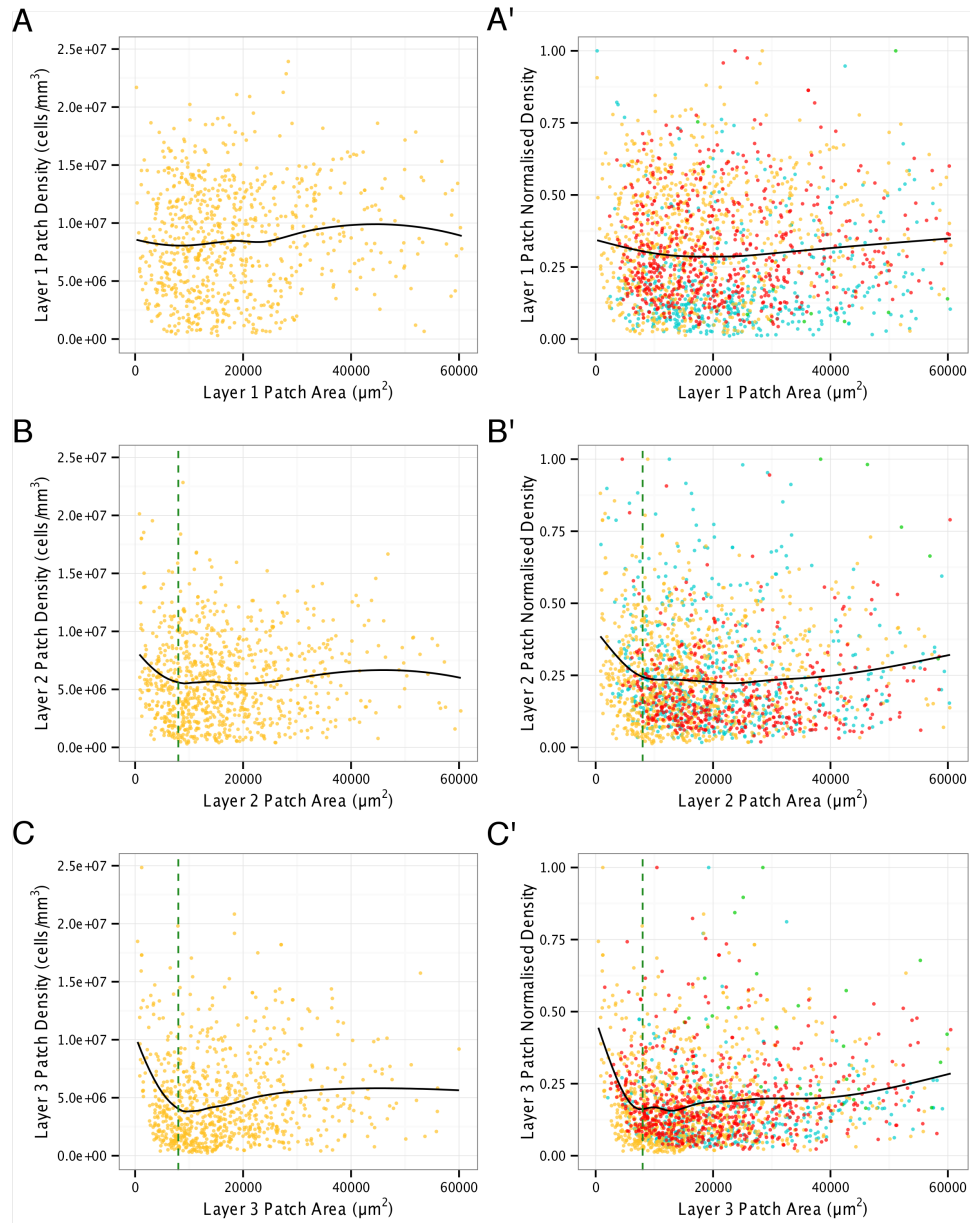 A
2.5e+07
2.0e+07
1.5e+07
1.0e+07
5.0e+06
0.0e+00
Layer 1 Patch Density (cells/mm³)
0 20000 40000 60000
Layer 1 Patch Area (µm²)
A'
1.00
0.75
0.50
0.25
0.00
Layer 1 Patch Normalised Density
0 20000 40000 60000
Layer 1 Patch Area (µm²)
B
2.5e+07
2.0e+07
1.5e+07
1.0e+07
5.0e+06
0.0e+00
Layer 2 Patch Density (cells/mm³)
0 20000 40000 60000
Layer 2 Patch Area (µm²)
B'
1.00
0.75
0.50
0.25
0.00
Layer 2 Patch Normalised Density
0 20000 40000 60000
Layer 2 Patch Area (µm²)
C
2.5e+07
2.0e+07
1.5e+07
1.0e+07
5.0e+06
0.0e+00
Layer 3 Patch Density (cells/mm³)
0 20000 40000 60000
Layer 3 Patch Area (µm²)
C'
1.00
0.75
0.50
0.25
0.00
Layer 3 Patch Normalised Density
0 20000 40000 60000
Layer 3 Patch Area (µm²)